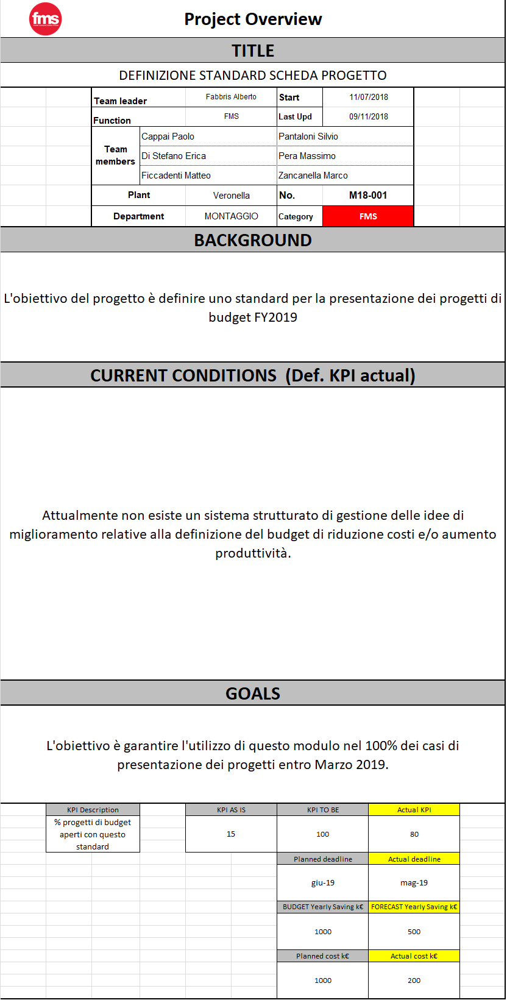 fms
Project Overview
TITLE
DEFINIZIONE STANDARD SCHEDA PROGETTO
Team leader Fabbris Alberto Start 11/07/2018
Function FMS Last Upd 09/11/2018
Team members
Cappai Paolo Pantaloni Silvio
Di Stefano Erica Pera Massimo
Ficcadenti Matteo Zancanella Marco
Plant Veronella No. M18-001
Department MONTAGGIO Category FMS
BACKGROUND
L'obiettivo del progetto è definire uno standard per la presentazione dei progetti di
budget FY2019
CURRENT CONDITIONS (Def. KPI actual)
Attualmente non esiste un sistema strutturato di gestione delle idee di
miglioramento relative alla definizione del budget di riduzione costi e/o aumento
produttività.
GOALS
L'obiettivo è garantire l'utilizzo di questo modulo nel 100% dei casi di
presentazione dei progetti entro Marzo 2019.
KPI Description KPI AS IS KPI TO BE Actual KPI
% progetti di budget
aperti con questo
standard
15 100 80
Planned deadline Actual deadline
giu-19 mag-19
BUDGET Yearly Saving k€ FORECAST Yearly Saving k€
1000 500
Planned cost k€ Actual cost k€
1000 200